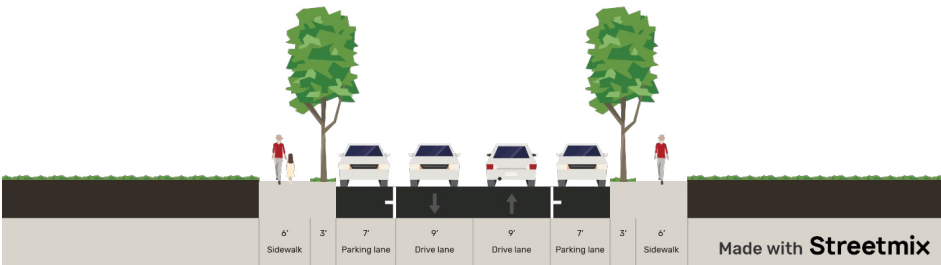 6' 3' 7' 9' 9' 7' 3' 6'
Sidewalk Parking lane Drive lane Drive lane Parking lane Sidewalk
Made with Streetmix